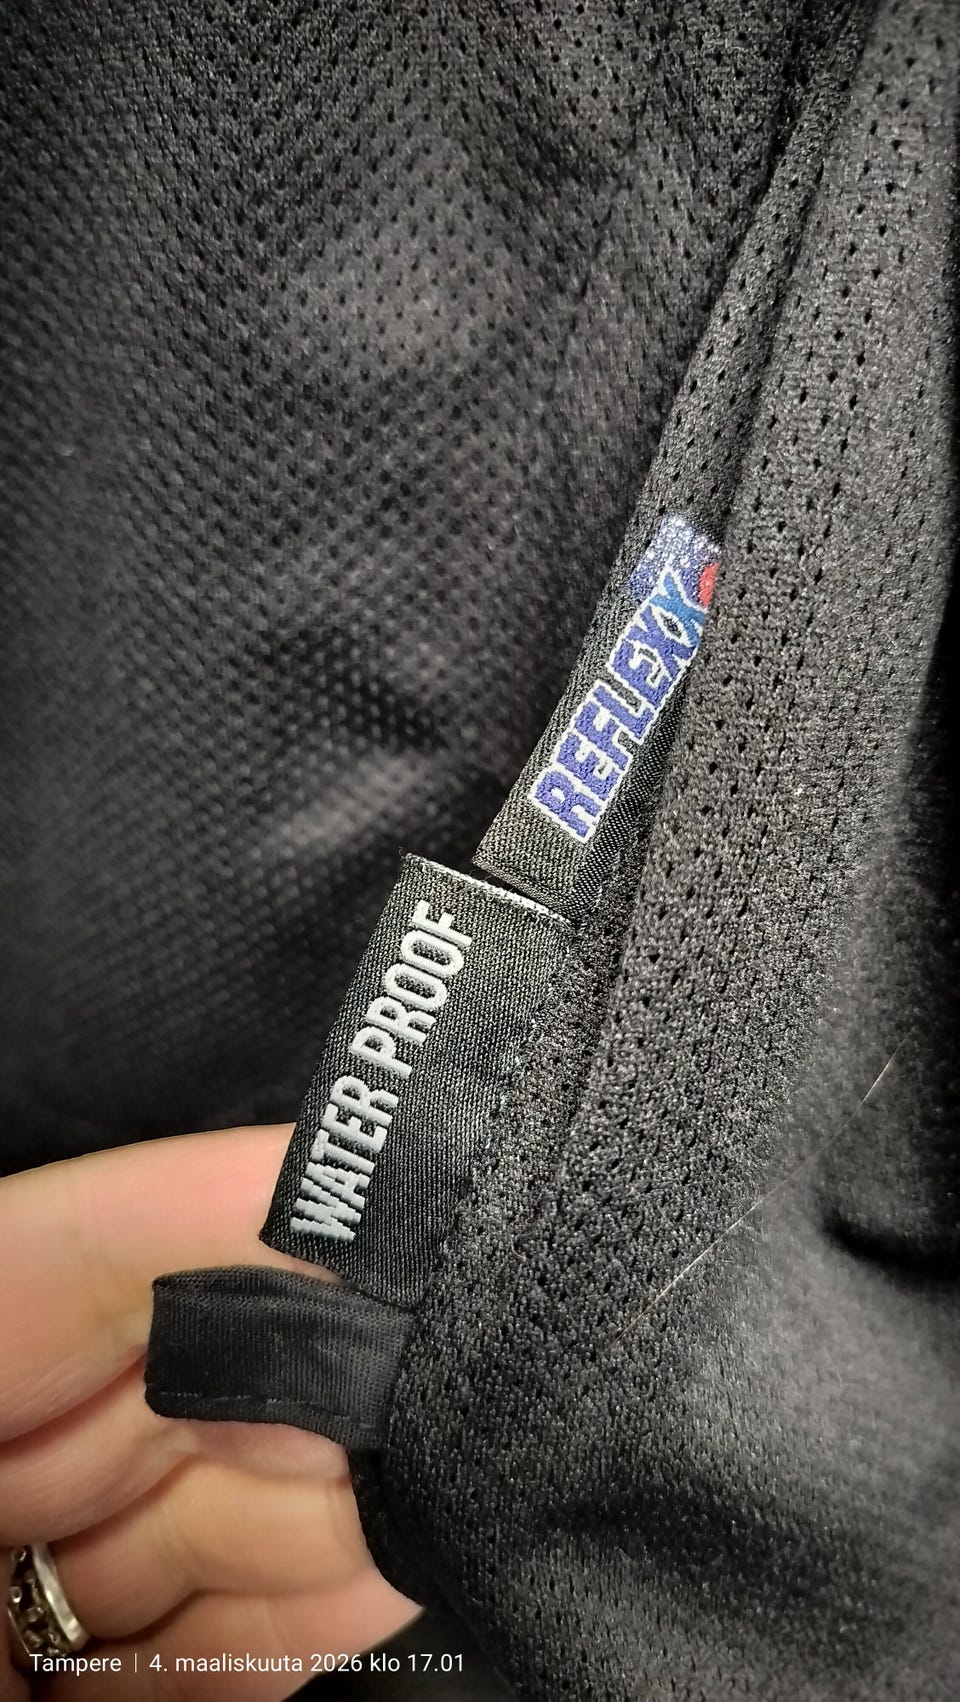 REFLEXX
WATER PROOF
Tampere | 4. maaliskuuta 2026 klo 17.01